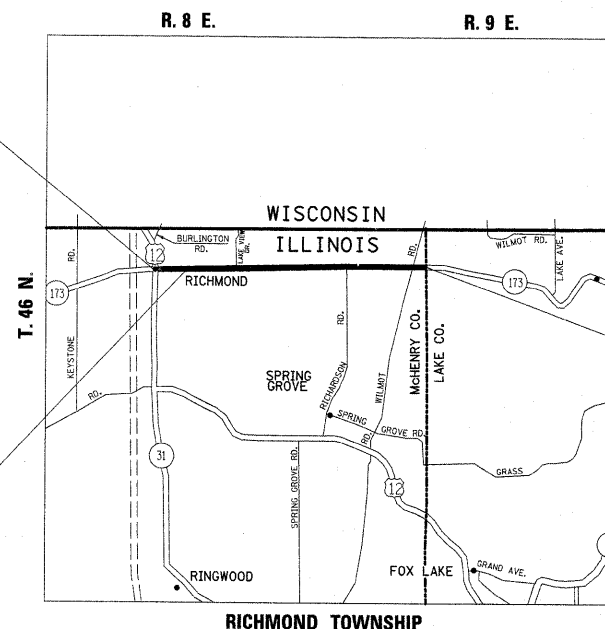 R. 8 E.
R. 9 E.
T. 46 N.
WISCONSIN
ILLINOIS
BURLINGTON
RD.
LAKE VIEW
DR.
12
173
RICHMOND
KEYSTONE
RD.
RD.
WILMOT RD.
LAKE AVE.
173
RD.
McHENRY CO.
LAKE CO.
SPRING
GROVE
RICHARDSON
RD.
WILMOT
RD.
SPRING
GROVE RD.
31
SPRING GROVE RD.
12
GRASS
FOX LAKE
GRAND AVE.
RINGWOOD
RICHMOND TOWNSHIP